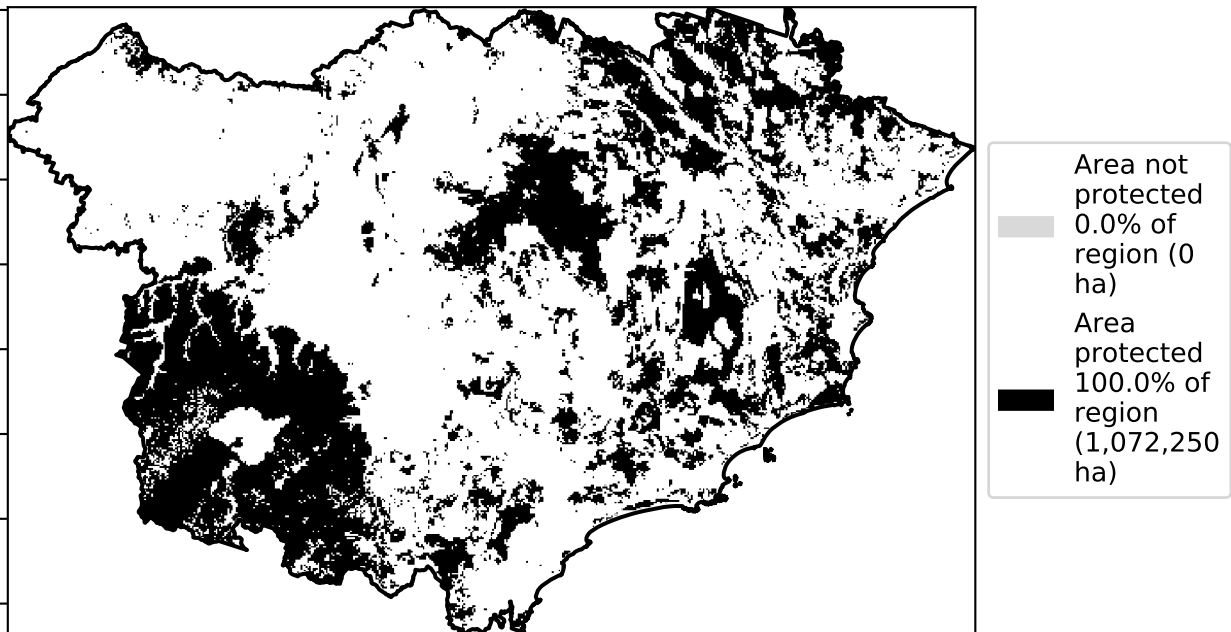 Area not
protected
0.0% of
region (0
ha)
Area
protected
100.0% of
region
(1,072,250
ha)